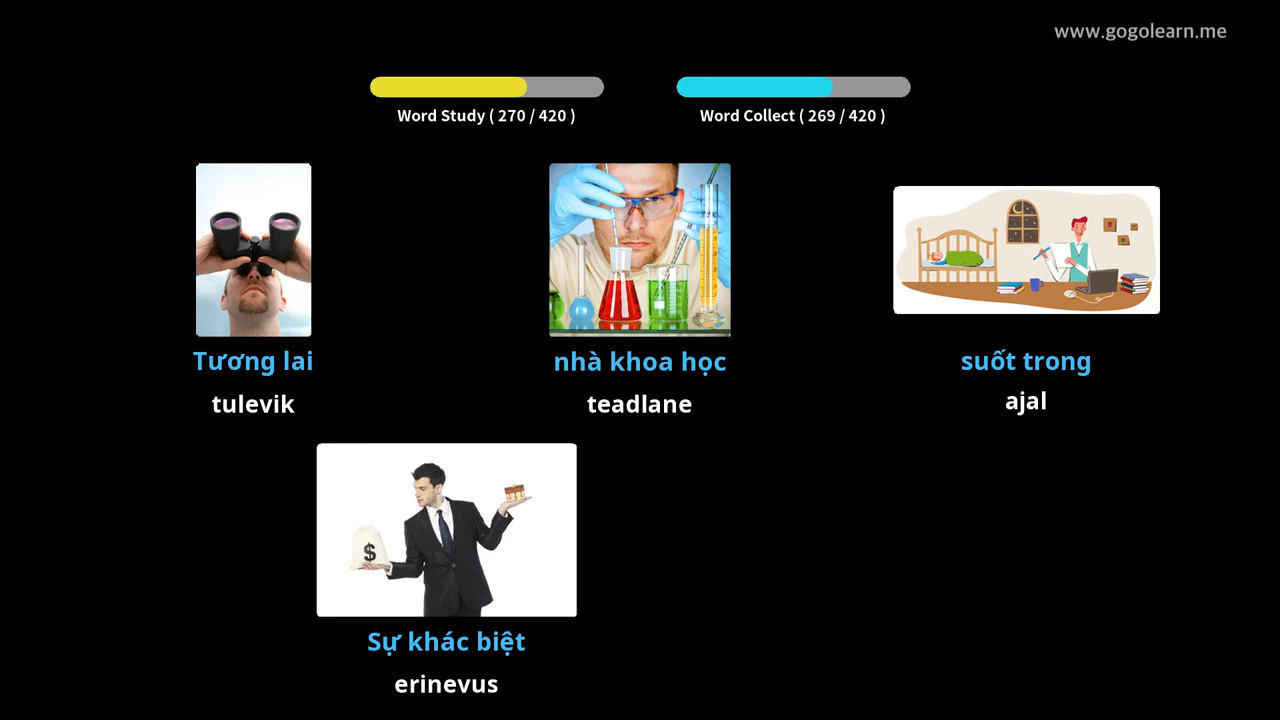 www.gogolearn.me
Word Study ( 270 / 420 )
Word Collect ( 269 / 420 )
Tương lai
tulevik
nhà khoa học
teadlane
suốt trong
ajal
$
Sự khác biệt
erinevus